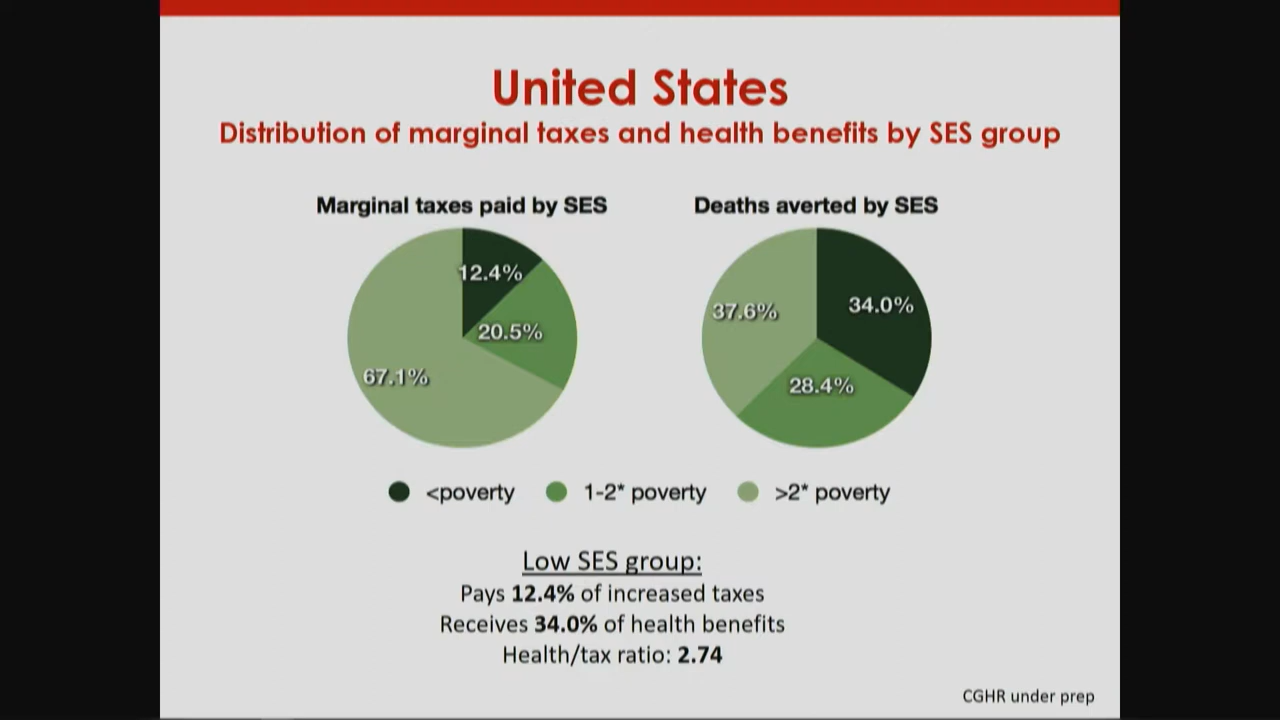 United States
Distribution of marginal taxes and health benefits by SES group
Marginal taxes paid by SES
Deaths averted by SES
12.4%
20.5%
67.1%
34.0%
28.4%
37.6%
<poverty
1-2* poverty
>2* poverty
Low SES group:
Pays 12.4% of increased taxes
Receives 34.0% of health benefits
Health/tax ratio: 2.74
CGHR under prep